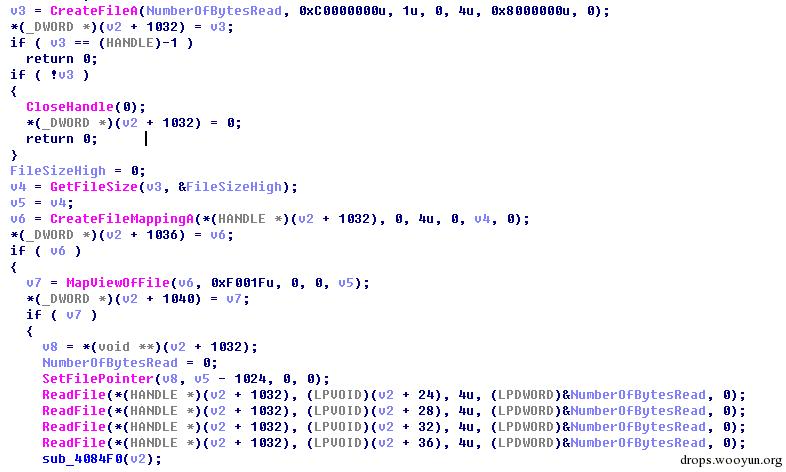 v3 = CreateFileA(NumberOfBytesRead, 0xC0000000u, 1u, 0, 4u, 0x8000000u, 0);
*(_DWORD *)(v2 + 1032) = v3;
if ( v3 == (HANDLE)-1 )
return 0;
if ( !v3 )
{
CloseHandle(0);
*(_DWORD *)(v2 + 1032) = 0;
return 0;
}
FileSizeHigh = 0;
v4 = GetFileSize(v3, &FileSizeHigh);
v5 = v4;
v6 = CreateFileMappingA(*(HANDLE *)(v2 + 1032), 0, 4u, 0, v4, 0);
*(_DWORD *)(v2 + 1036) = v6;
if ( v6 )
{
v7 = MapViewOfFile(v6, 0xF001Fu, 0, 0, v5);
*(_DWORD *)(v2 + 1040) = v7;
if ( v7 )
{
v8 = *(void **)(v2 + 1032);
NumberOfBytesRead = 0;
SetFilePointer(v8, v5 - 1024, 0, 0);
ReadFile(*(HANDLE *)(v2 + 1032), (LPVOID)(v2 + 24), 4u, (LPDWORD)&NumberOfBytesRead, 0);
ReadFile(*(HANDLE *)(v2 + 1032), (LPVOID)(v2 + 28), 4u, (LPDWORD)&NumberOfBytesRead, 0);
ReadFile(*(HANDLE *)(v2 + 1032), (LPVOID)(v2 + 32), 4u, (LPDWORD)&NumberOfBytesRead, 0);
ReadFile(*(HANDLE *)(v2 + 1032), (LPVOID)(v2 + 36), 4u, (LPDWORD)&NumberOfBytesRead, 0);
sub_4084F0(v2);
drops.wooyun.org